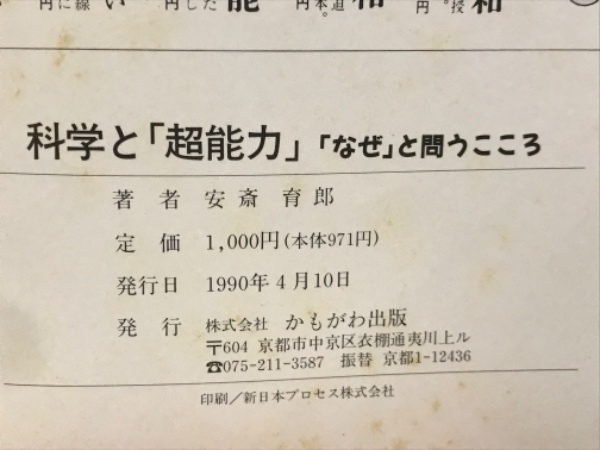 科学と「超能力」「なぜ」と問うこころ
著者 安斎育郎
定価 1,000円(本体971円)
発行日 1990年4月10日
発行 株式会社 かもがわ出版
〒604 京都市中京区衣棚通夷川上ル
☎075-211-3587 振替 京都1-12436
印刷/新日本プロセス株式会社